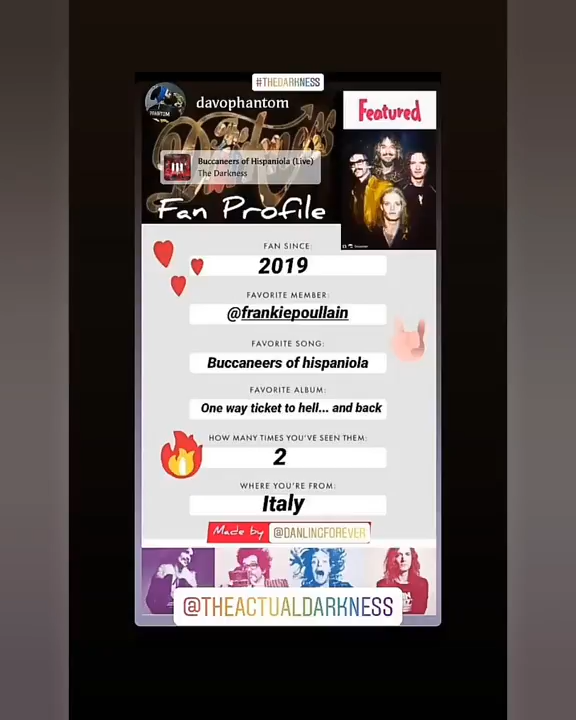 #THEDARKNESS
PHANTOM
davophantom
Featured
Darkness
Buccaneers of Hispaniola (Live)
The Darkness
Fan Profile
FAN SINCE:
2019
FAVORITE MEMBER:
@frankiepoullain
FAVORITE SONG:
Buccaneers of hispaniola
FAVORITE ALBUM:
One way ticket to hell... and back
HOW MANY TIMES YOU'VE SEEN THEM:
2
WHERE YOU'RE FROM:
Italy
Made by @DANLINGFOREVER
@THEACTUALDARKNESS